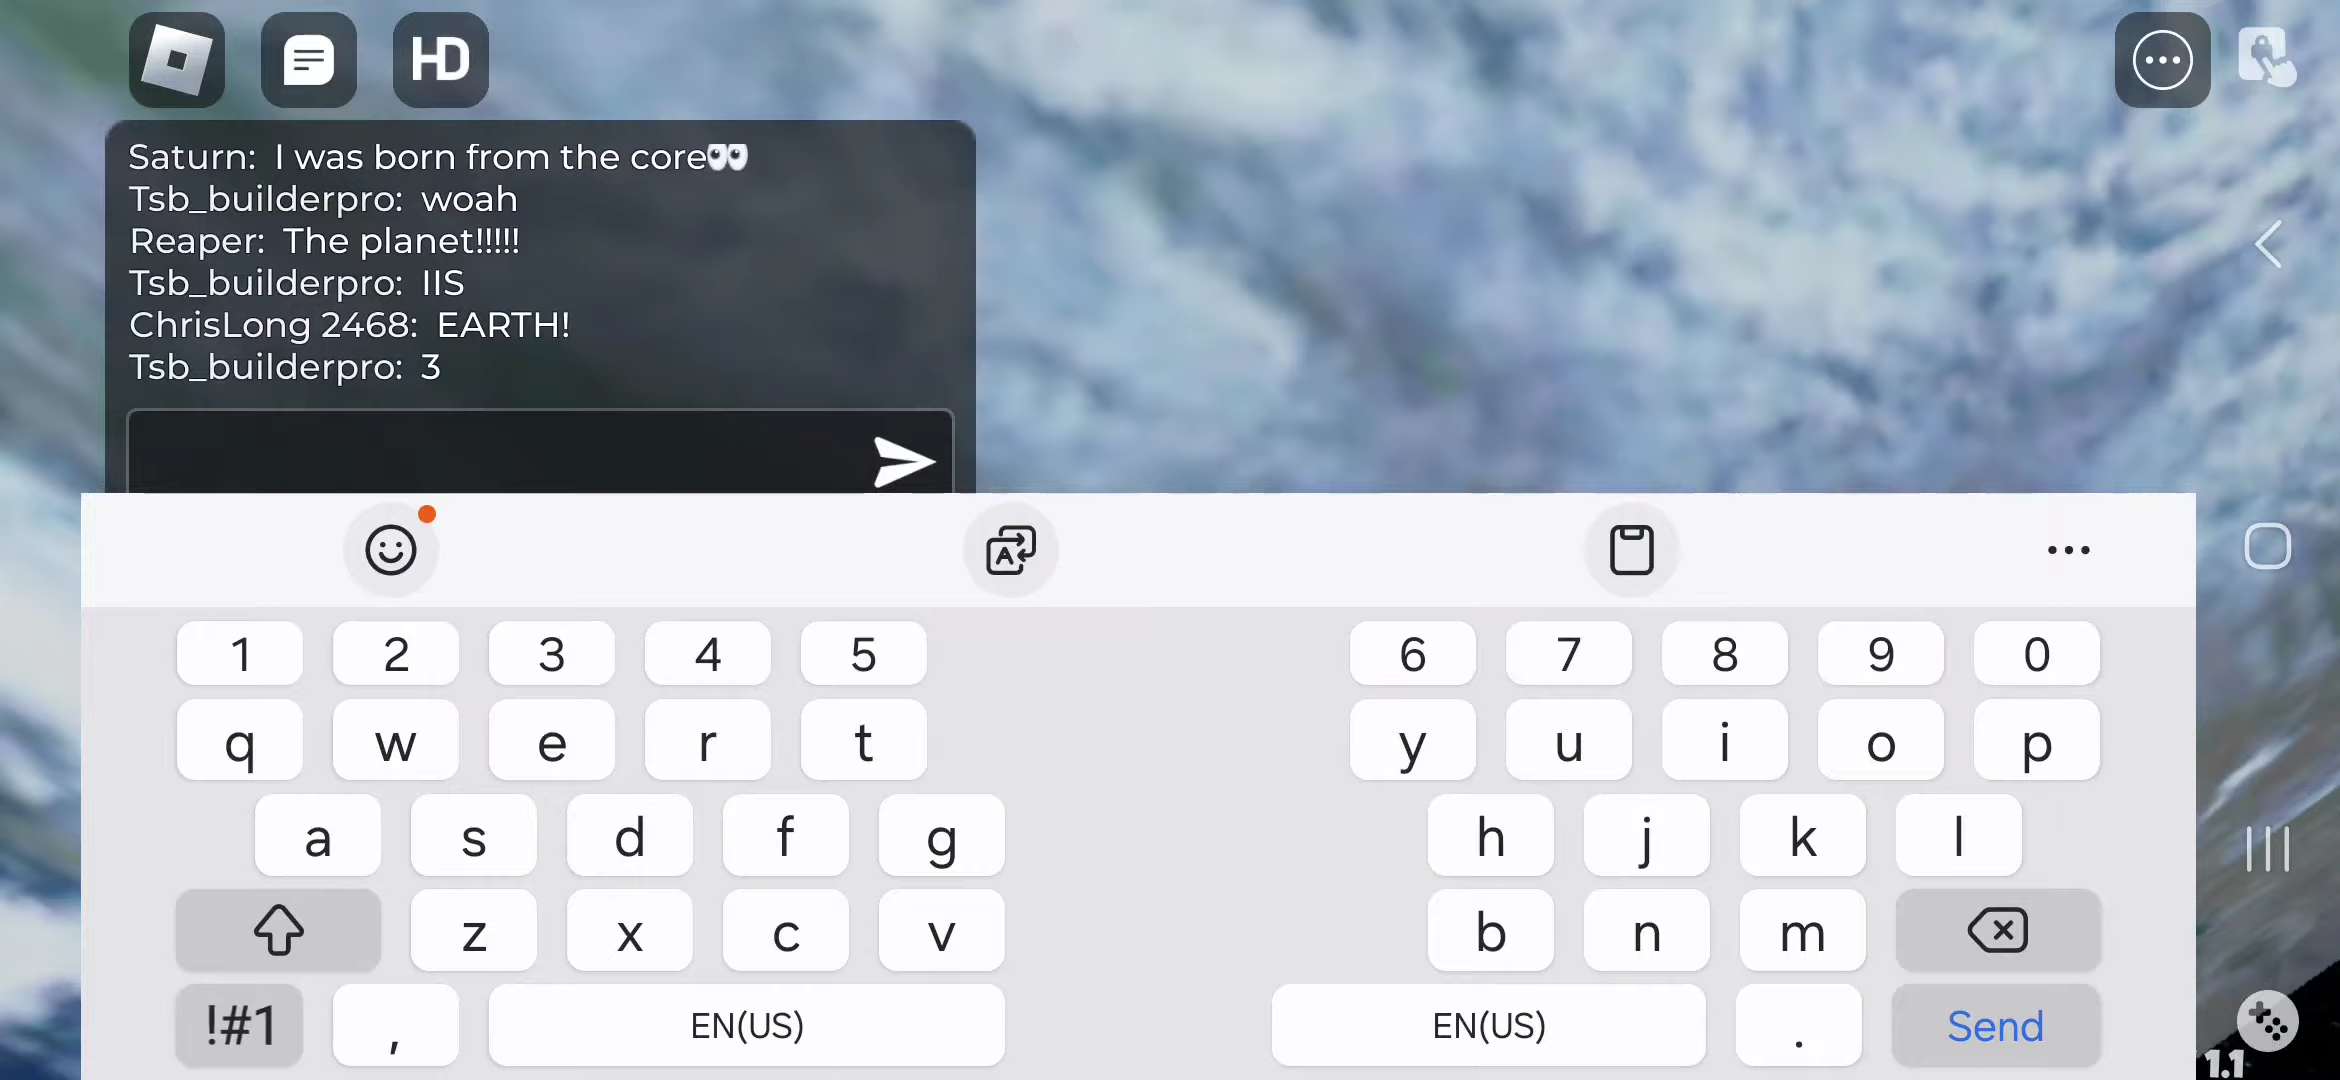 HD
Saturn: I was born from the core👀
Tsb_builderpro: woah
Reaper: The planet!!!!!
Tsb_builderpro: IIS
ChrisLong 2468: EARTH!
Tsb_builderpro: 3
A
1 2 3 4 5 6 7 8 9 0
q w e r t y u i o p
a s d f g h j k l
z x c v b n m
!#1 , EN(US) EN(US) . Send
1.1